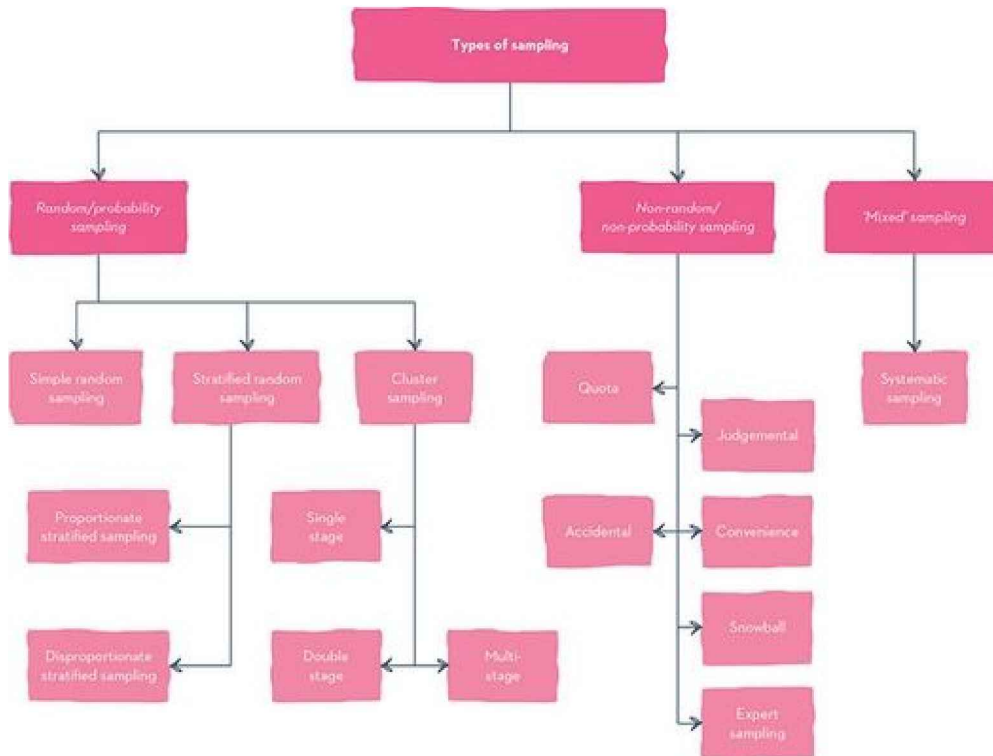 Types of sampling
Random/probability
sampling
Non-random/
non-probability sampling
'Mixed' sampling
Simple random
sampling
Stratified random
sampling
Cluster
sampling
Quota
Systematic
sampling
Judgemental
Proportionate
stratified sampling
Single
stage
Accidental
Convenience
Snowball
Disproportionate
stratified sampling
Double
stage
Multi-
stage
Expert
sampling